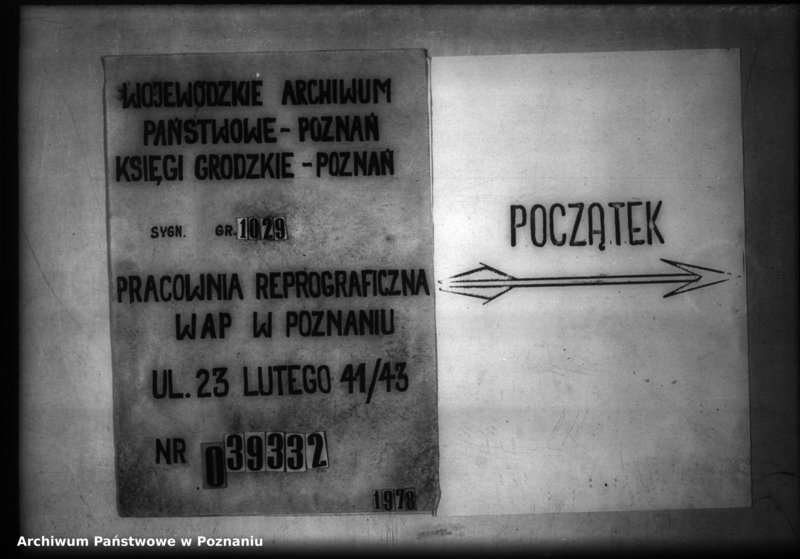 WOJEWÓDZKIE ARCHIWUM
PAŃSTWOWE - POZNAŃ
KSIĘGI GRODZKIE - POZNAŃ
SYGN. GR. 1029
PRACOWNIA REPROGRAFICZNA
WAP W POZNANIU
UL. 23 LUTEGO 41/43
NR 039332
1978
POCZĄTEK
Archiwum Państwowe w Poznaniu